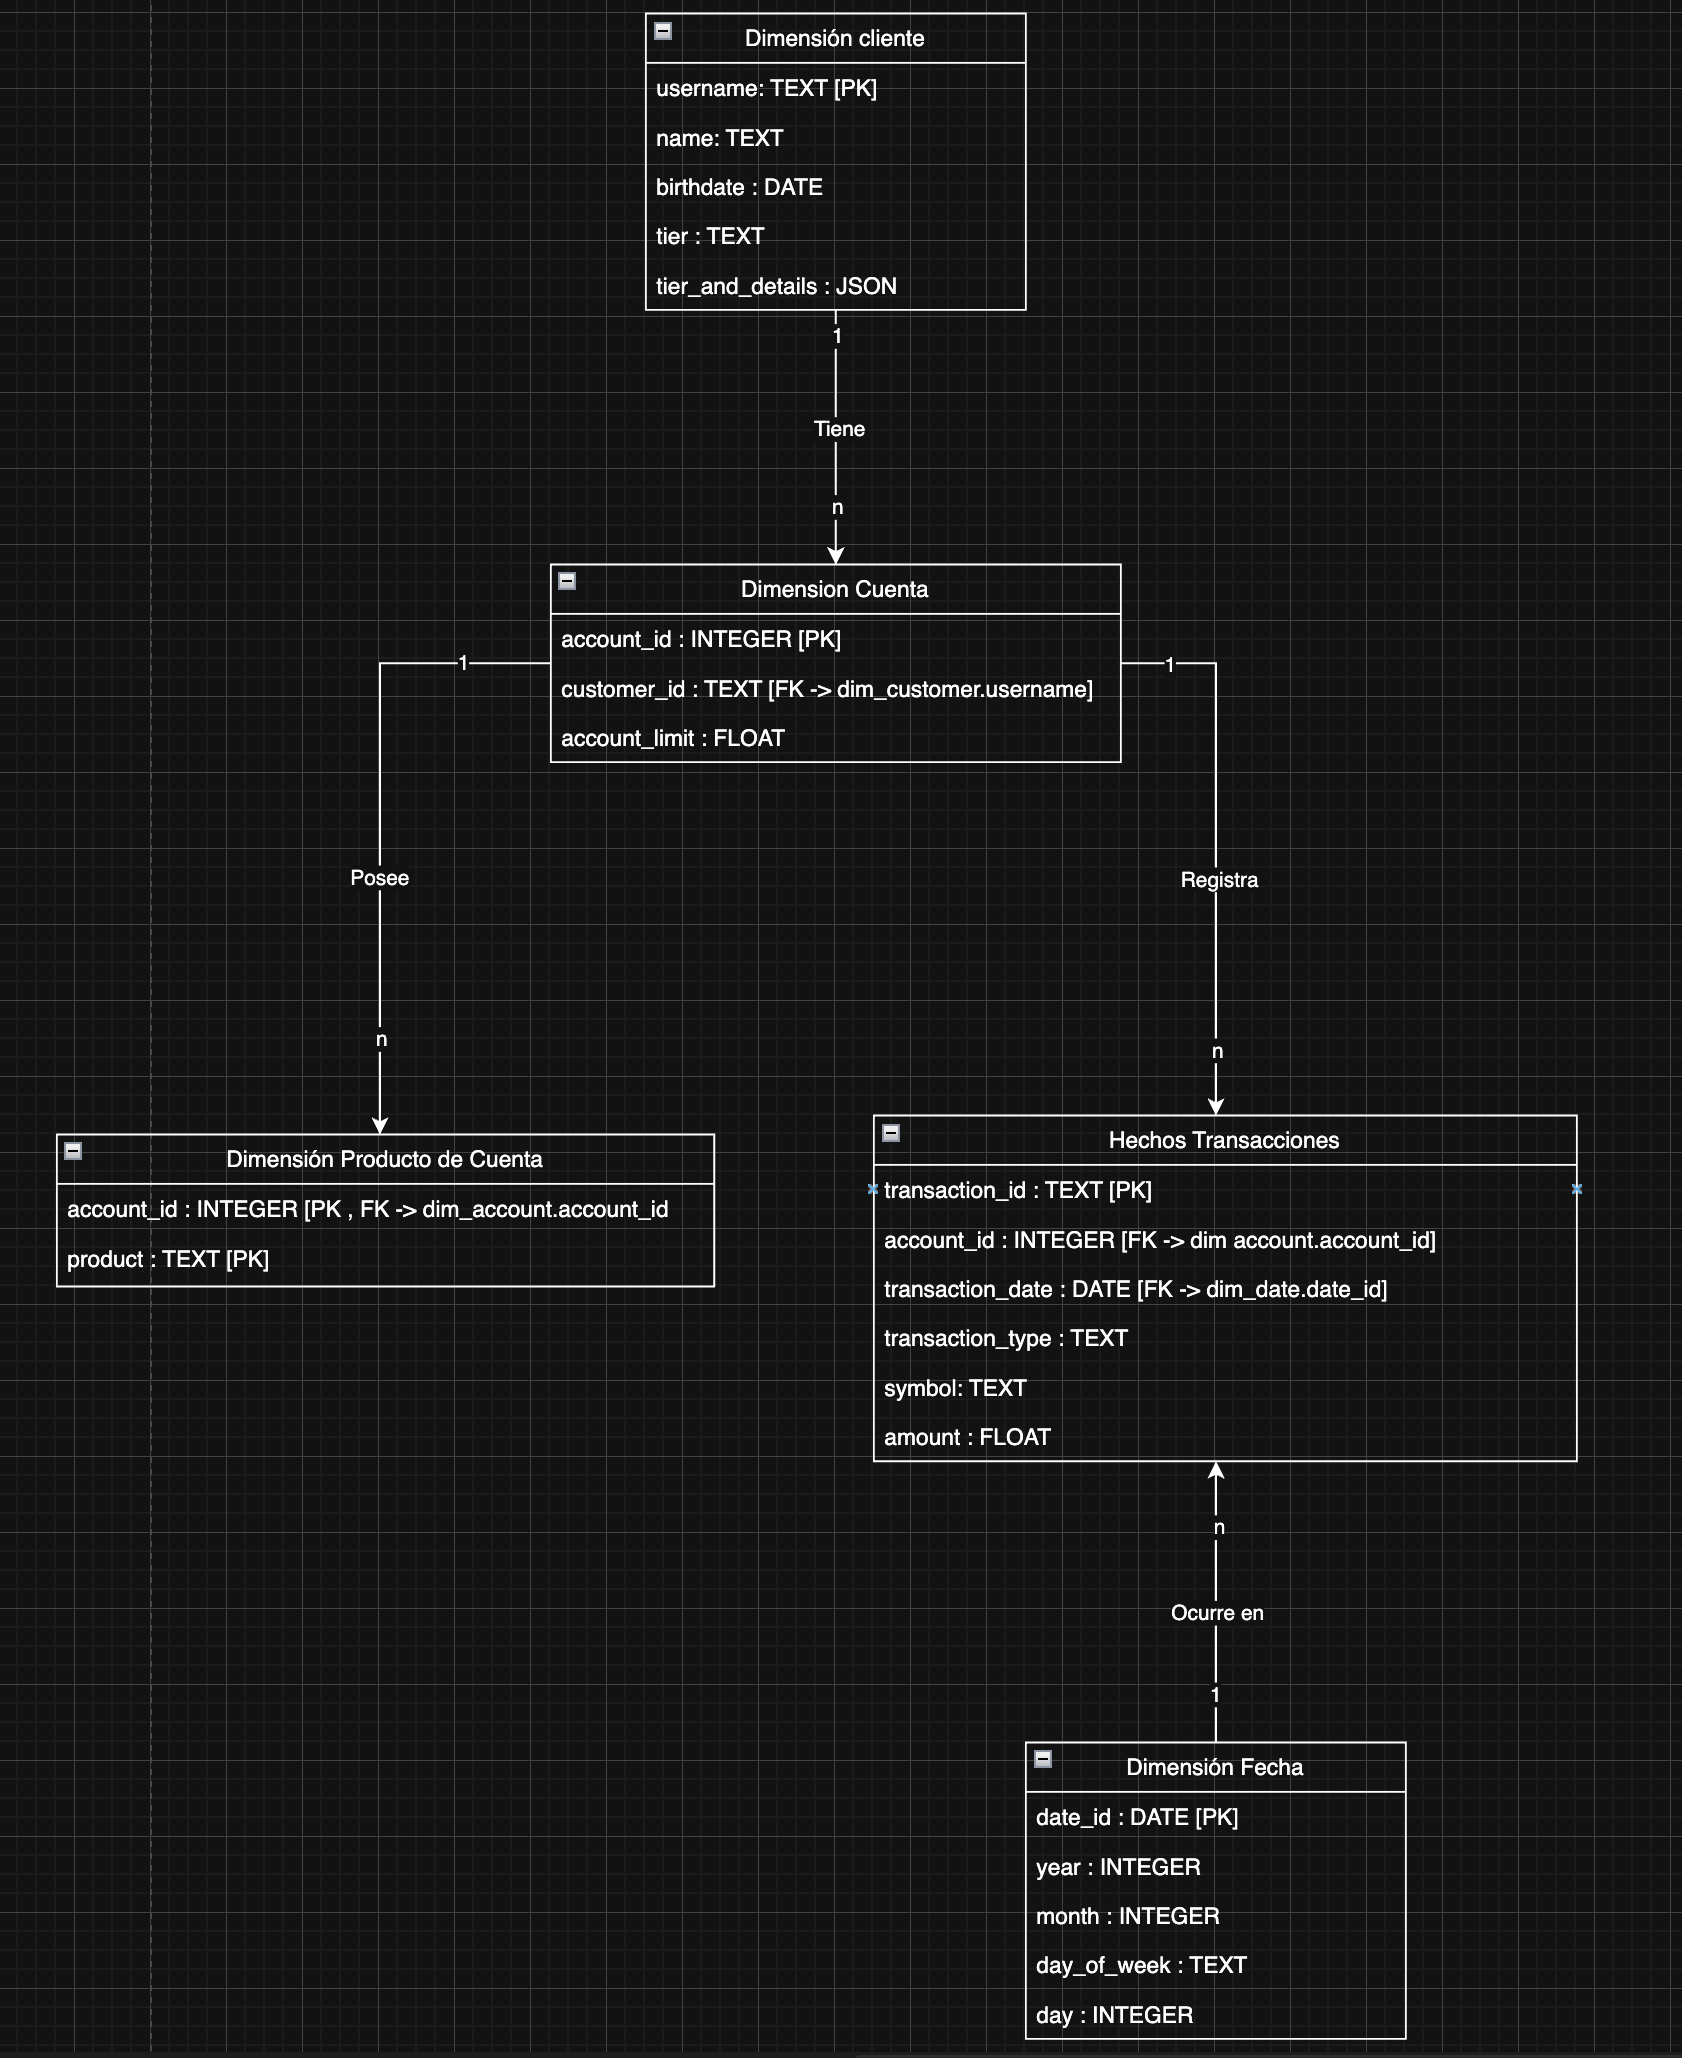 Dimensión cliente
username: TEXT [PK]
name: TEXT
birthdate : DATE
tier : TEXT
tier_and_details : JSON
1
Tiene
n
Dimension Cuenta
account_id : INTEGER [PK]
customer_id : TEXT [FK -> dim_customer.username]
account_limit : FLOAT
1
Posee
n
1
Registra
n
Dimensión Producto de Cuenta
account_id : INTEGER [PK , FK -> dim_account.account_id
product : TEXT [PK]
Hechos Transacciones
transaction_id : TEXT [PK]
account_id : INTEGER [FK -> dim account.account_id]
transaction_date : DATE [FK -> dim_date.date_id]
transaction_type : TEXT
symbol: TEXT
amount : FLOAT
n
Ocurre en
1
Dimensión Fecha
date_id : DATE [PK]
year : INTEGER
month : INTEGER
day_of_week : TEXT
day : INTEGER